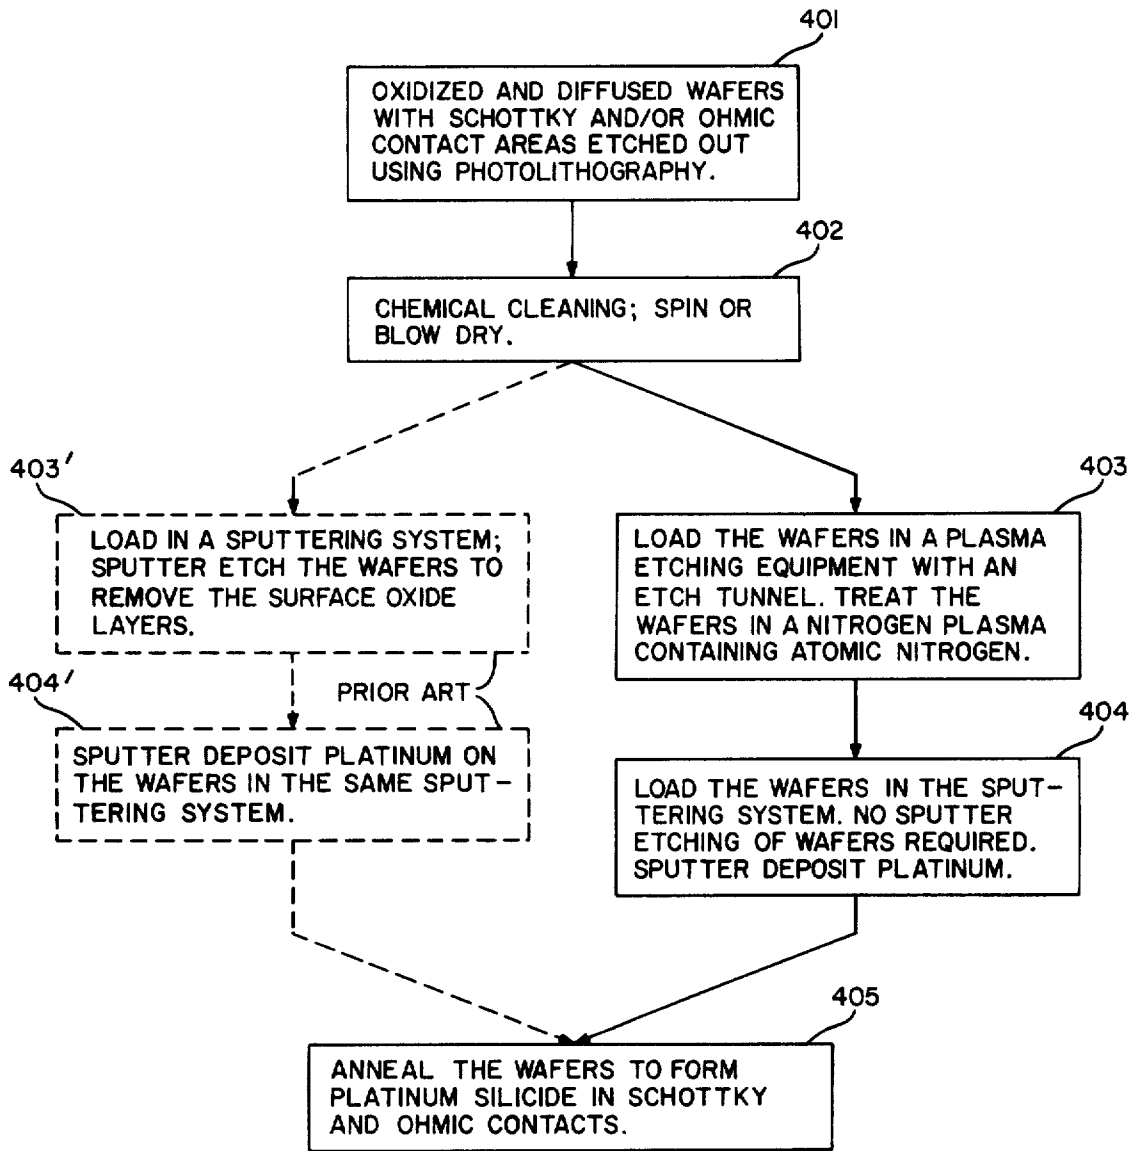 401
OXIDIZED AND DIFFUSED WAFERS
WITH SCHOTTKY AND/OR OHMIC
CONTACT AREAS ETCHED OUT
USING PHOTOLITHOGRAPHY.
402
CHEMICAL CLEANING; SPIN OR
BLOW DRY.
403'
LOAD IN A SPUTTERING SYSTEM;
SPUTTER ETCH THE WAFERS TO
REMOVE THE SURFACE OXIDE
LAYERS.
403
LOAD THE WAFERS IN A PLASMA
ETCHING EQUIPMENT WITH AN
ETCH TUNNEL. TREAT THE
WAFERS IN A NITROGEN PLASMA
CONTAINING ATOMIC NITROGEN.
PRIOR ART
404'
SPUTTER DEPOSIT PLATINUM ON
THE WAFERS IN THE SAME SPUT-
TERING SYSTEM.
404
LOAD THE WAFERS IN THE SPUT-
TERING SYSTEM. NO SPUTTER
ETCHING OF WAFERS REQUIRED.
SPUTTER DEPOSIT PLATINUM.
405
ANNEAL THE WAFERS TO FORM
PLATINUM SILICIDE IN SCHOTTKY
AND OHMIC CONTACTS.